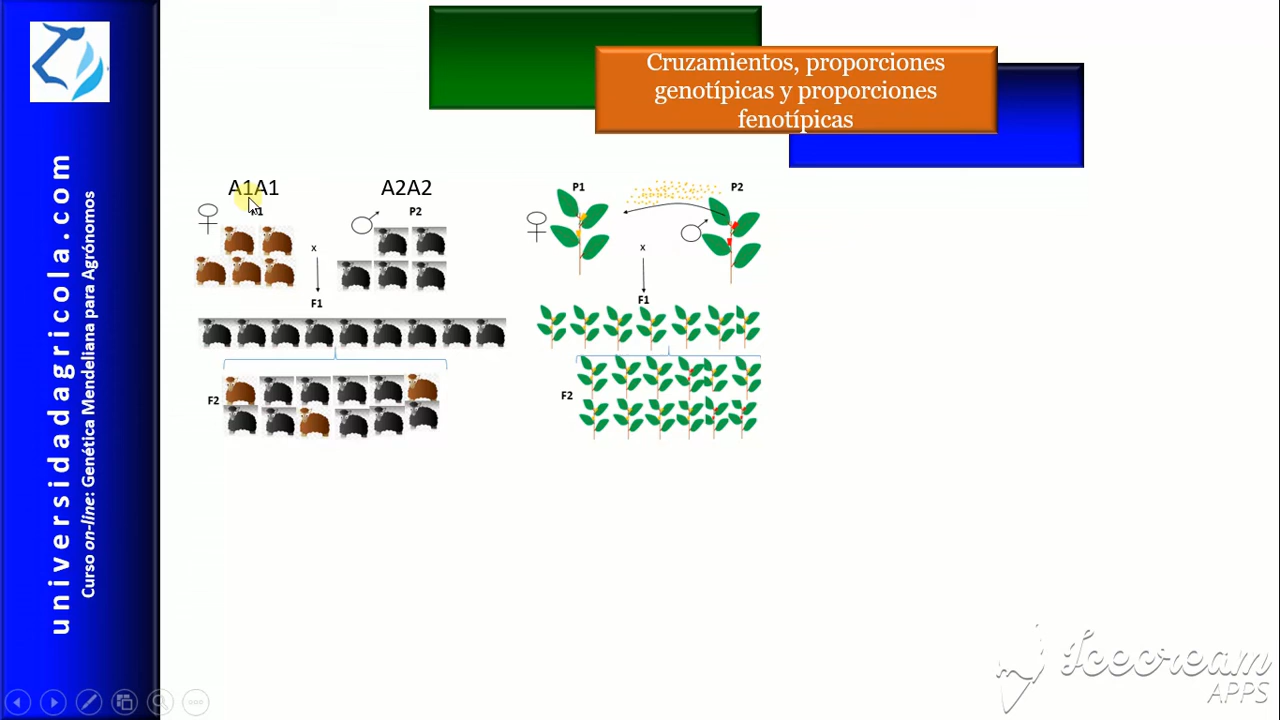 Cruzamientos, proporciones
genotípicas y proporciones
fenotípicas
universidadagricola.com
Curso on-line: Genética Mendeliana para Agrónomos
A1A1
A2A2
P2
x
F1
F2
P1
P2
x
F1
F2
Icecream
APPS